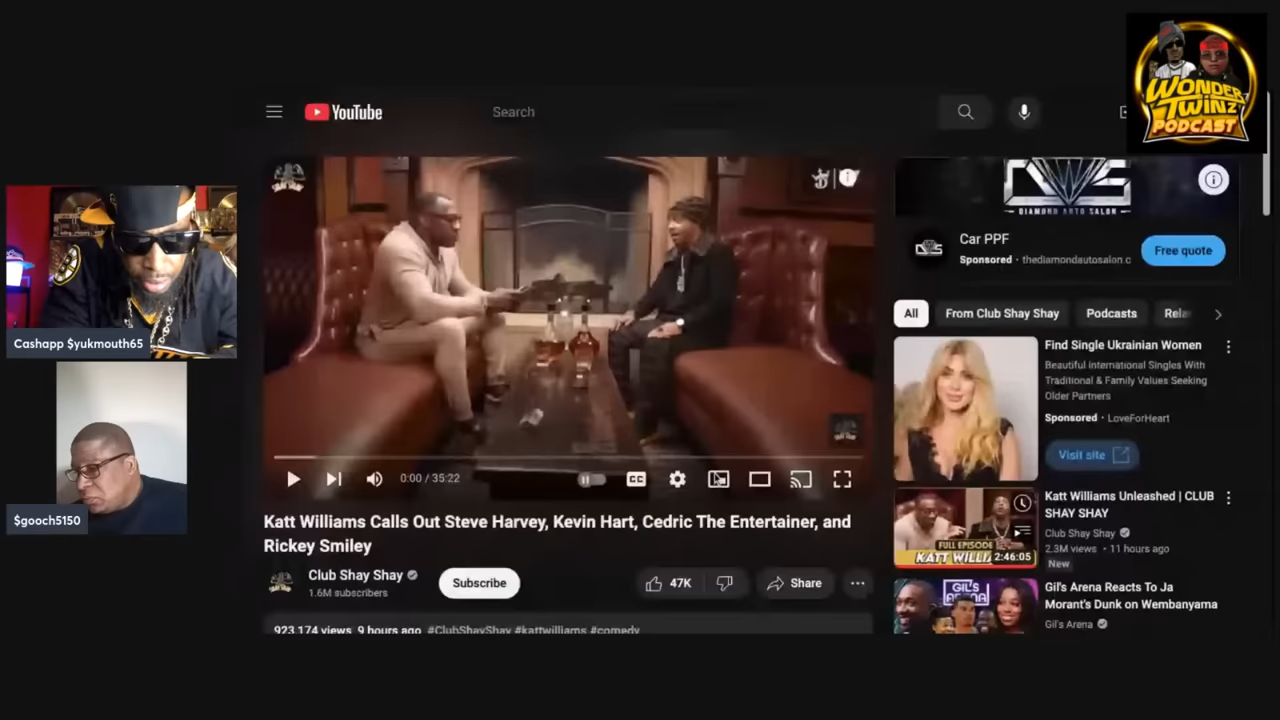 WONDER
TWINZ
PODCAST
YouTube
Search
DIAMOND AUTO SALON
Car PPF
Sponsored · thediamondautosalon.c
Free quote
All
From Club Shay Shay
Podcasts
Rela
Find Single Ukrainian Women
Beautiful International Singles With
Traditional & Family Values Seeking
Older Partners
Sponsored · LoveForHeart
Visit site
Cashapp $yukmouth65
$gooch5150
0:00 / 35:22
CC
Katt Williams Calls Out Steve Harvey, Kevin Hart, Cedric The Entertainer, and
Rickey Smiley
Club Shay Shay
1.6M subscribers
Subscribe
47K
Share
923,174 views 9 hours ago #ClubShayShay #kattwilliams #comedy
FULL EPISODE
KATT WILLIA
2:46:05
Katt Williams Unleashed | CLUB
SHAY SHAY
Club Shay Shay
2.3M views · 11 hours ago
New
GIL'S
ARENA
Gil's Arena Reacts To Ja
Morant's Dunk on Wembanyama
Gil's Arena